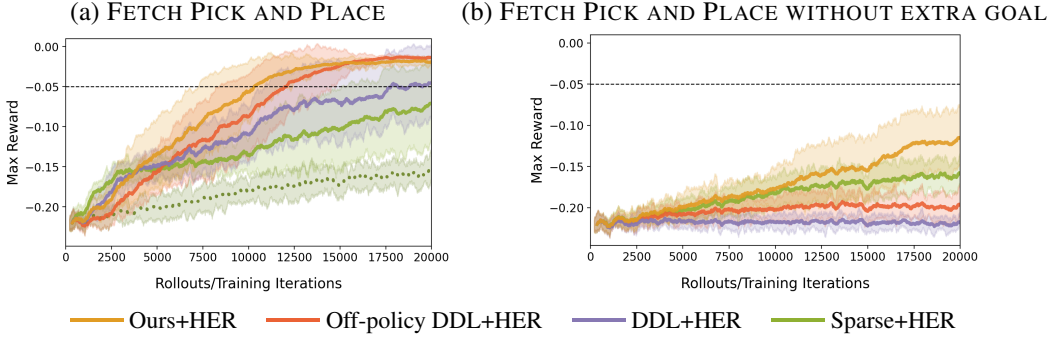 (a) FETCH PICK AND PLACE
(b) FETCH PICK AND PLACE WITHOUT EXTRA GOAL
0.00
−0.05
−0.10
−0.15
−0.20
Max Reward
0 2500 5000 7500 10000 12500 15000 17500 20000
Rollouts/Training Iterations
0.00
−0.05
−0.10
−0.15
−0.20
Max Reward
0 2500 5000 7500 10000 12500 15000 17500 20000
Rollouts/Training Iterations
Ours+HER Off-policy DDL+HER DDL+HER Sparse+HER